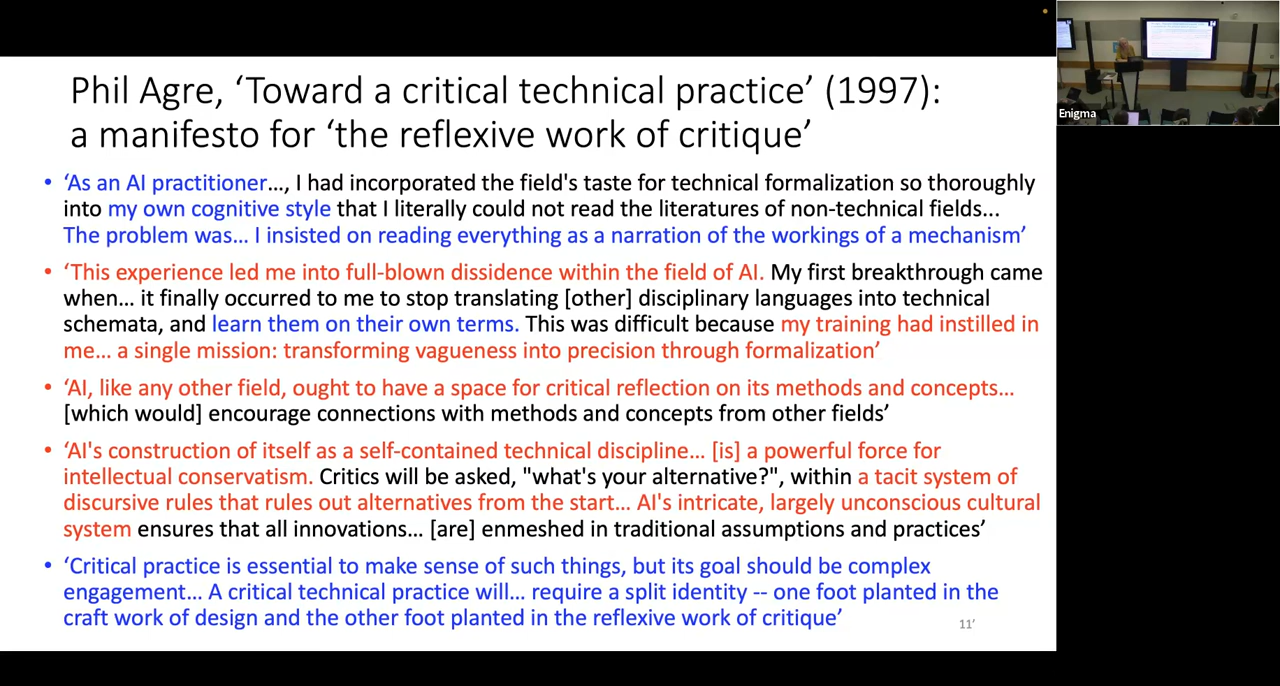 Phil Agre, ‘Toward a critical technical practice’ (1997):
a manifesto for ‘the reflexive work of critique’
• ‘As an AI practitioner…, I had incorporated the field's taste for technical formalization so thoroughly
into my own cognitive style that I literally could not read the literatures of non-technical fields...
The problem was… I insisted on reading everything as a narration of the workings of a mechanism’
• ‘This experience led me into full-blown dissidence within the field of AI. My first breakthrough came
when… it finally occurred to me to stop translating [other] disciplinary languages into technical
schemata, and learn them on their own terms. This was difficult because my training had instilled in
me… a single mission: transforming vagueness into precision through formalization’
• ‘AI, like any other field, ought to have a space for critical reflection on its methods and concepts…
[which would] encourage connections with methods and concepts from other fields’
• ‘AI's construction of itself as a self-contained technical discipline… [is] a powerful force for
intellectual conservatism. Critics will be asked, "what's your alternative?", within a tacit system of
discursive rules that rules out alternatives from the start… AI's intricate, largely unconscious cultural
system ensures that all innovations… [are] enmeshed in traditional assumptions and practices’
• ‘Critical practice is essential to make sense of such things, but its goal should be complex
engagement… A critical technical practice will… require a split identity -- one foot planted in the
craft work of design and the other foot planted in the reflexive work of critique’
11’
Enigma